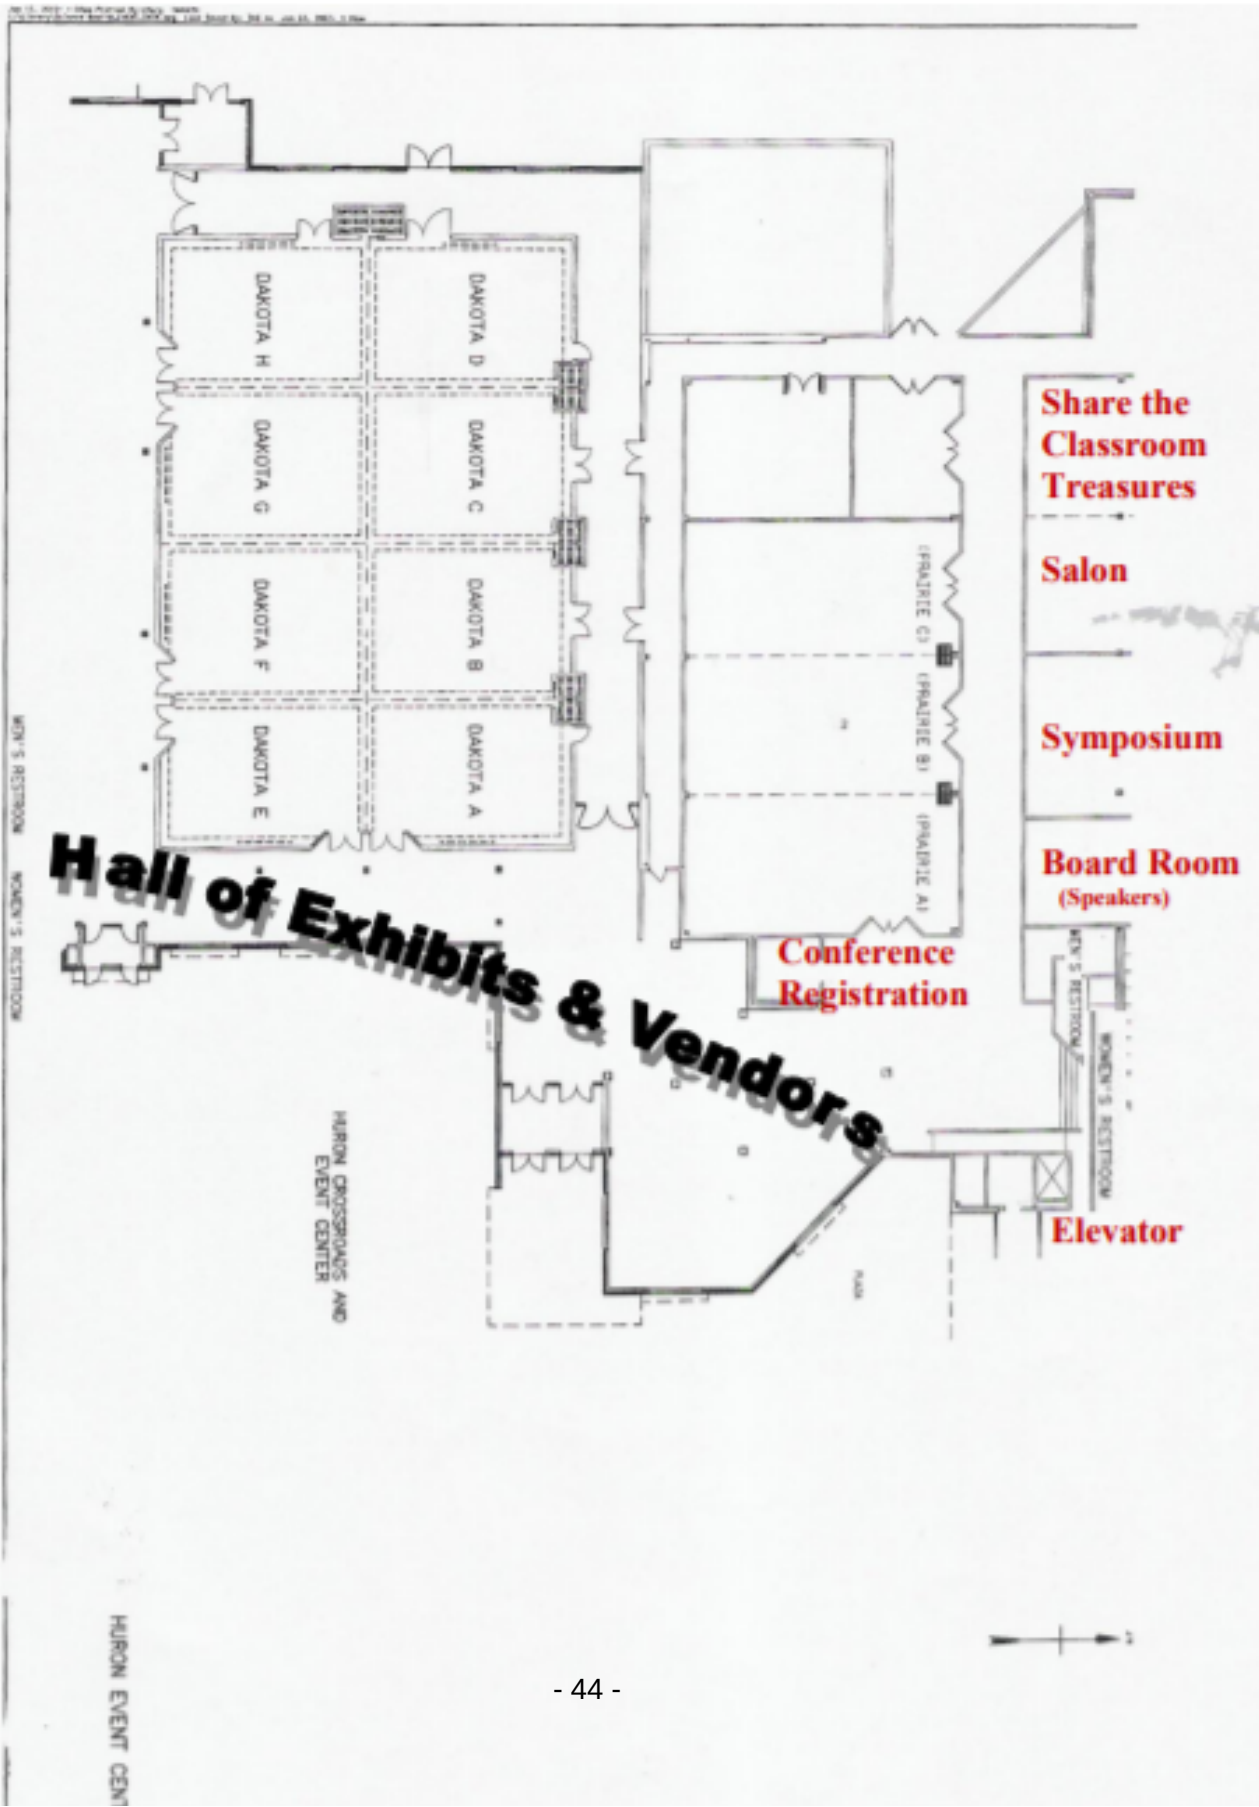 DAKOTA H
DAKOTA D
DAKOTA G
DAKOTA C
DAKOTA F
DAKOTA B
DAKOTA E
DAKOTA A
(PRAIRIE C)
(PRAIRIE B)
(PRAIRIE A)
Share the
Classroom
Treasures
Salon
Symposium
Board Room
(Speakers)
Hall of Exhibits & Vendors
Conference
Registration
MEN'S RESTROOM
WOMEN'S RESTROOM
MEN'S RESTROOM
WOMEN'S RESTROOM
Elevator
HURON CROSSROADS AND
EVENT CENTER
PLAZA
HURON EVENT CENT
- 44 -